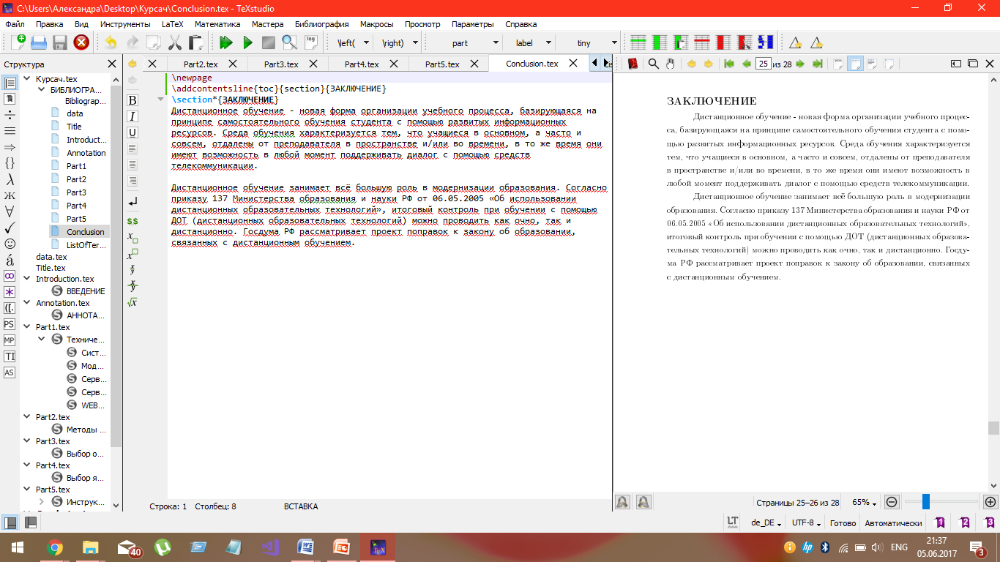 C:\Users\Александра\Desktop\Курсач\Conclusion.tex - TeXstudio
Файл Правка Вид Инструменты LaTeX Математика Мастера Библиография Макросы Просмотр Параметры Справка
log \left( \right) part label tiny
Структура
Part2.tex Part3.tex Part4.tex Part5.tex Conclusion.tex
25 из 28
Курсач.tex
БИБЛИОГРА...
Bibliograp...
data
Title
Introduct...
Annotation
Part1
Part2
Part3
Part4
Part5
Conclusion
ListOfTer...
data.tex
Title.tex
Introduction.tex
ВВЕДЕНИЕ
Annotation.tex
АННОТА...
Part1.tex
Техниче...
Сист...
Мод...
Серв...
Серв...
WEB...
Part2.tex
Методы ...
Part3.tex
Выбор о...
Part4.tex
Выбор я...
Part5.tex
Инструк...
\newpage
\addcontentsline{toc}{section}{ЗАКЛЮЧЕНИЕ}
\section*{ЗАКЛЮЧЕНИЕ}
Дистанционное обучение - новая форма организации учебного процесса, базирующаяся на
принципе самостоятельного обучения студента с помощью развитых информационных
ресурсов. Среда обучения характеризуется тем, что учащиеся в основном, а часто и
совсем, отдалены от преподавателя в пространстве и/или во времени, в то же время они
имеют возможность в любой момент поддерживать диалог с помощью средств
телекоммуникации.
Дистанционное обучение занимает всё большую роль в модернизации образования. Согласно
приказу 137 Министерства образования и науки РФ от 06.05.2005 «Об использовании
дистанционных образовательных технологий», итоговый контроль при обучении с помощью
ДОТ (дистанционных образовательных технологий) можно проводить как очно, так и
дистанционно. Госдума РФ рассматривает проект поправок к закону об образовании,
связанных с дистанционным обучением.
ЗАКЛЮЧЕНИЕ
Дистанционное обучение - новая форма организации учебного процес-
са, базирующаяся на принципе самостоятельного обучения студента с помо-
щью развитых информационных ресурсов. Среда обучения характеризуется
тем, что учащиеся в основном, а часто и совсем, отдалены от преподавателя
в пространстве и/или во времени, в то же время они имеют возможность в
любой момент поддерживать диалог с помощью средств телекоммуникации.
Дистанционное обучение занимает всё большую роль в модернизации
образования. Согласно приказу 137 Министерства образования и науки РФ от
06.05.2005 «Об использовании дистанционных образовательных технологий»,
итоговый контроль при обучении с помощью ДОТ (дистанционных образова-
тельных технологий) можно проводить как очно, так и дистанционно. Госду-
ма РФ рассматривает проект поправок к закону об образовании, связанных
с дистанционным обучением.
Строка: 1 Столбец: 8 ВСТАВКА
Страницы 25–26 из 28 65%
LT de_DE UTF-8 Готово Автоматически 1 2 3
40
ENG
21:37
05.06.2017
3